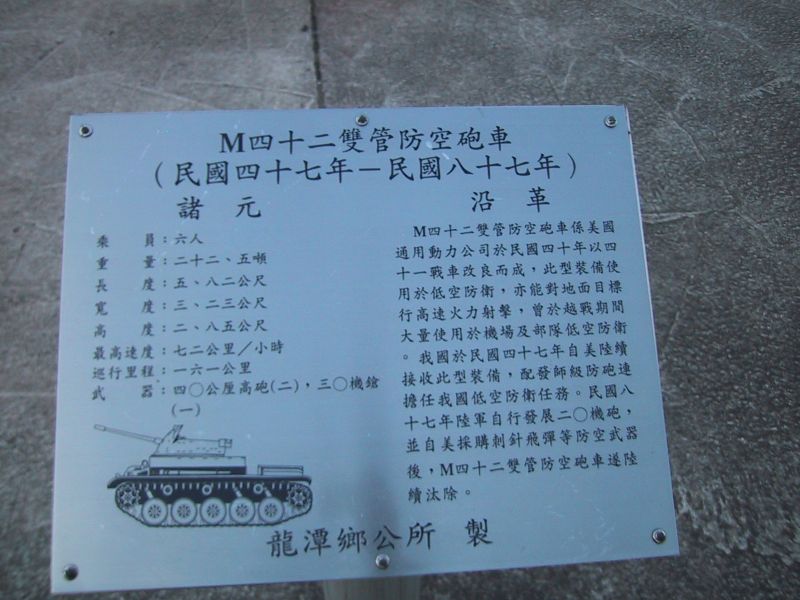 M四十二雙管防空砲車
(民國四十七年－民國八十七年)
諸 元
乘 員：六人
重 量：二十二、五噸
長 度：五、八二公尺
寬 度：三、二三公尺
高 度：二、八五公尺
最高速度：七二公里／小時
巡行里程：一六一公里
武 器：四〇公厘高砲(二)，三〇機鎗
(一)
沿 革
M四十二雙管防空砲車係美國
通用動力公司於民國四十年以四
十一戰車改良而成，此型裝備使
用於低空防衛，亦能對地面目標
行高速火力射擊，曾於越戰期間
大量使用於機場及部隊低空防衛
。我國於民國四十七年自美陸續
接收此型裝備，配發師級防砲連
擔任我國低空防衛任務。民國八
十七年陸軍自行發展二〇機砲，
並自美採購刺針飛彈等防空武器
後，M四十二雙管防空砲車遂陸
續汰除。
龍潭鄉公所 製